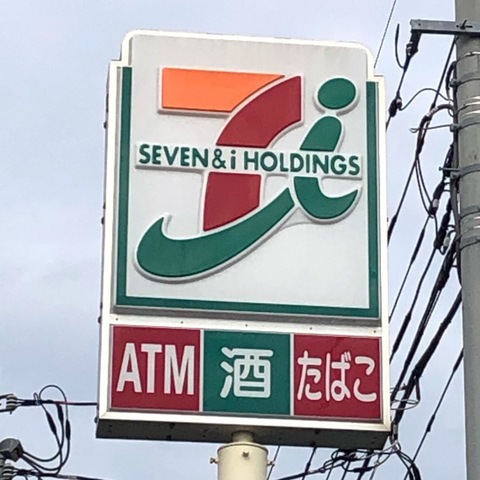 SEVEN&i HOLDINGS
ATM 酒 たばこ